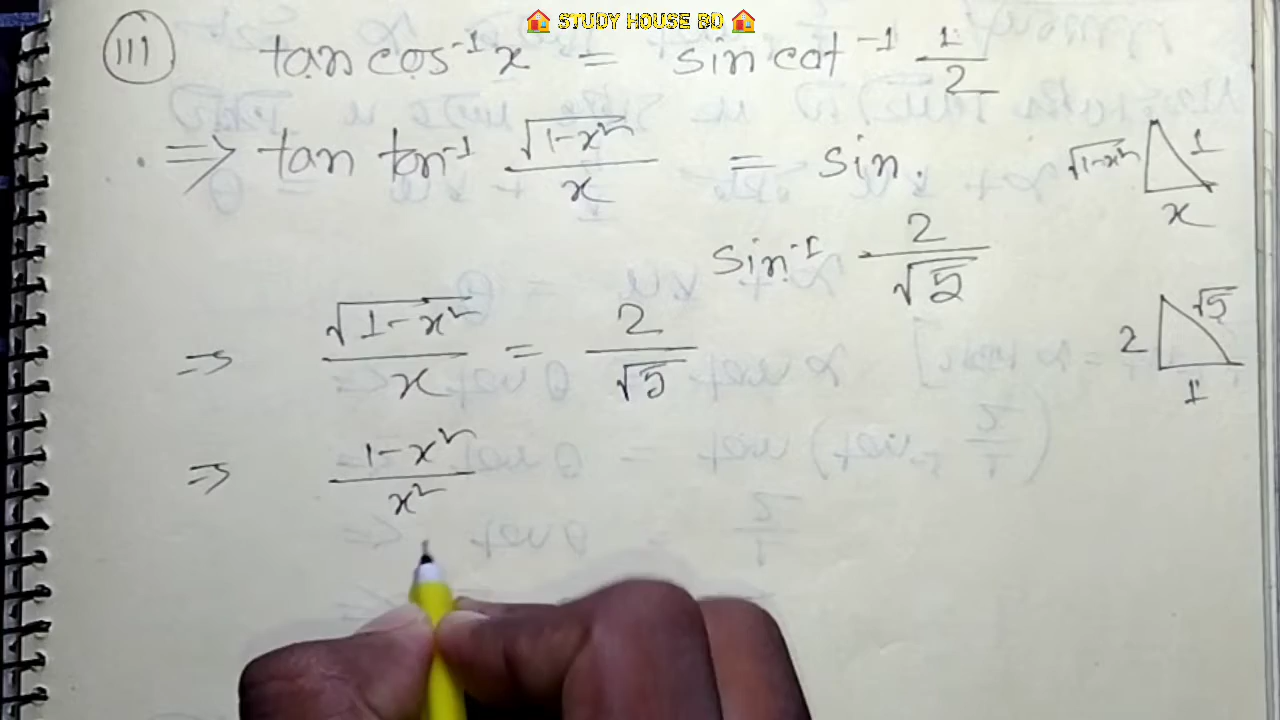 🏠 STUDY HOUSE BD 🏠
(iii) tan cos⁻¹x = sin cot⁻¹ 1/2
⇒ tan tan⁻¹ √(1-x²)/x = sin.
sin⁻¹ 2/√5
⇒ √(1-x²)/x = 2/√5
⇒ (1-x²)/x²
√(1-x²) 1
x
2 √5
1